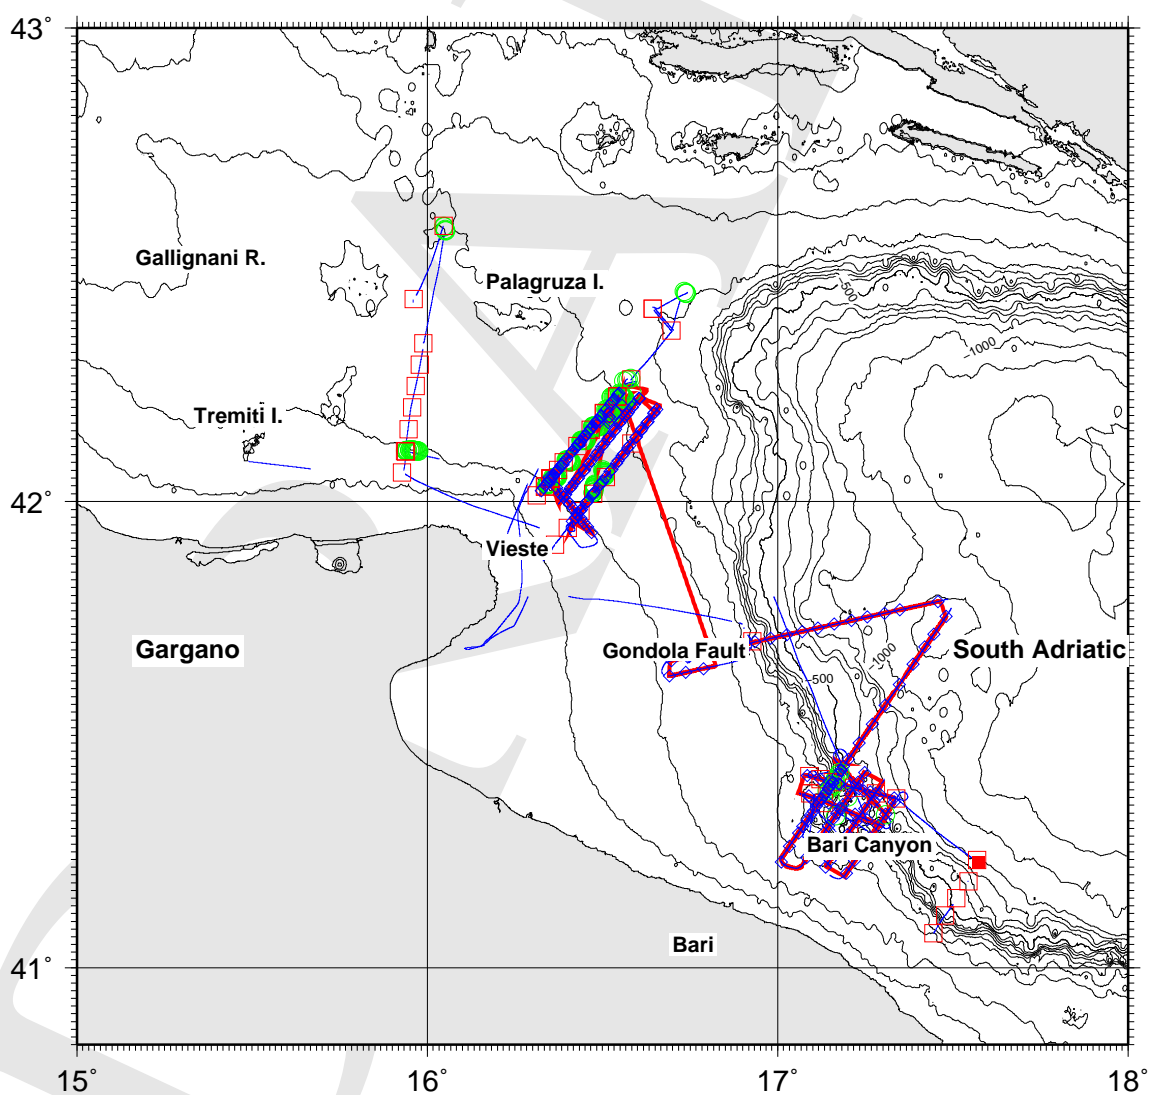 43°
Gallignani R.
Palagruza I.
-500
-1000
Tremiti I.
42°
Vieste
Gargano
Gondola Fault
-1000
South Adriatic
-500
Bari Canyon
Bari
41°
15°
16°
17°
18°